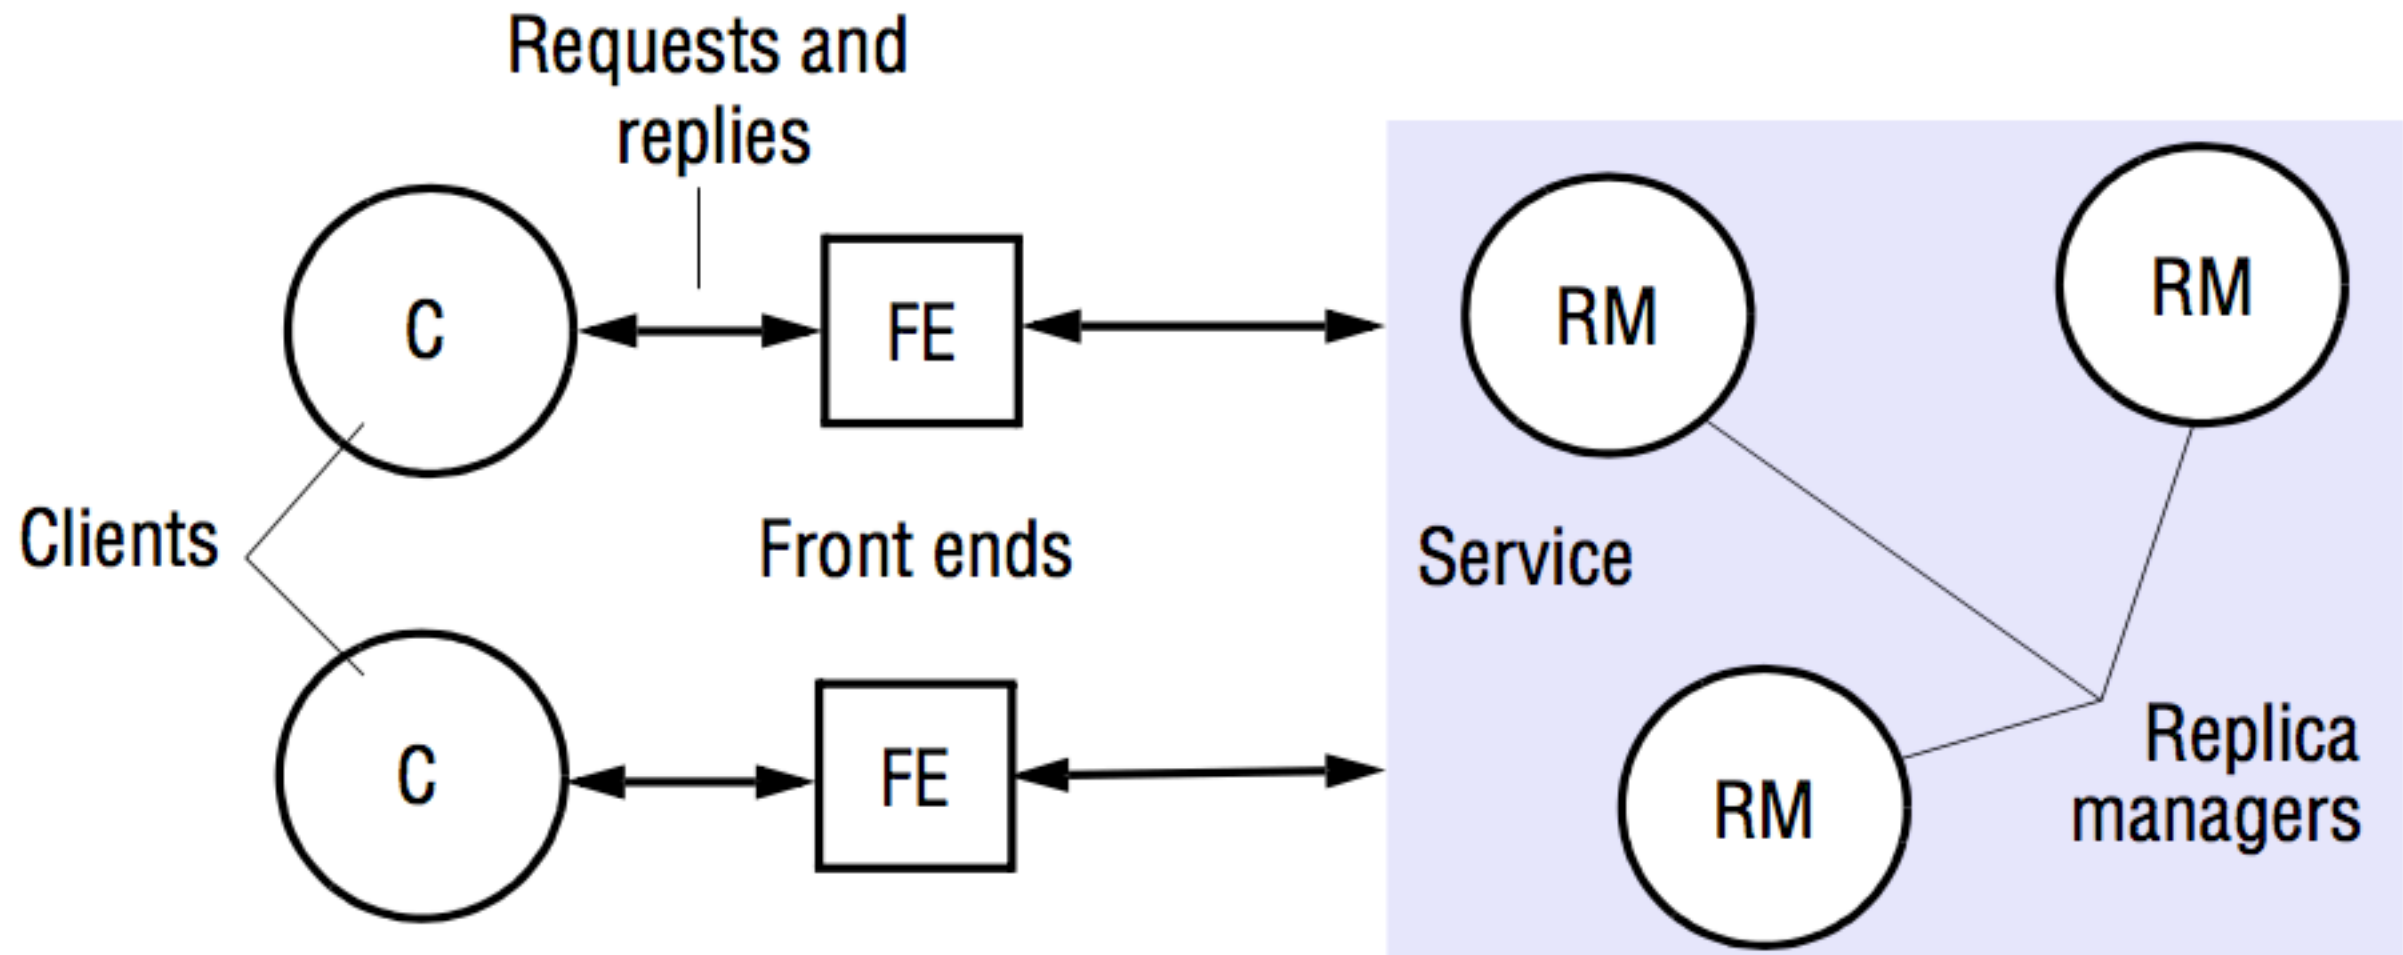 Requests and
replies
C
FE
RM
RM
Clients
Front ends
Service
C
FE
RM
Replica
managers